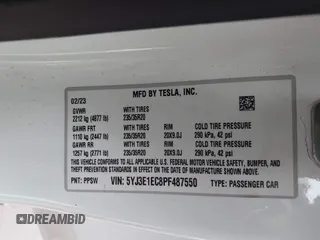 MFD BY TESLA, INC.
02/23
GVWR WITH TIRES
2212 kg (4877 lb) 235/35R20
GAWR FRT WITH TIRES RIM COLD TIRE PRESSURE
1110 kg (2447 lb) 235/35R20 20X9.0J 290 kPa, 42 psi
GAWR RR WITH TIRES RIM COLD TIRE PRESSURE
1257 kg (2771 lb) 235/35R20 20X9.0J 290 kPa, 42 psi
THIS VEHICLE CONFORMS TO ALL APPLICABLE U.S. FEDERAL MOTOR VEHICLE
SAFETY, BUMPER, AND THEFT PREVENTION STANDARDS IN
EFFECT ON THE DATE OF MANUFACTURE SHOWN ABOVE.
PNT: PPSW VIN: 5YJ3E1EC8PF487550 TYPE: PASSENGER CAR
AUTOBIDMASTER